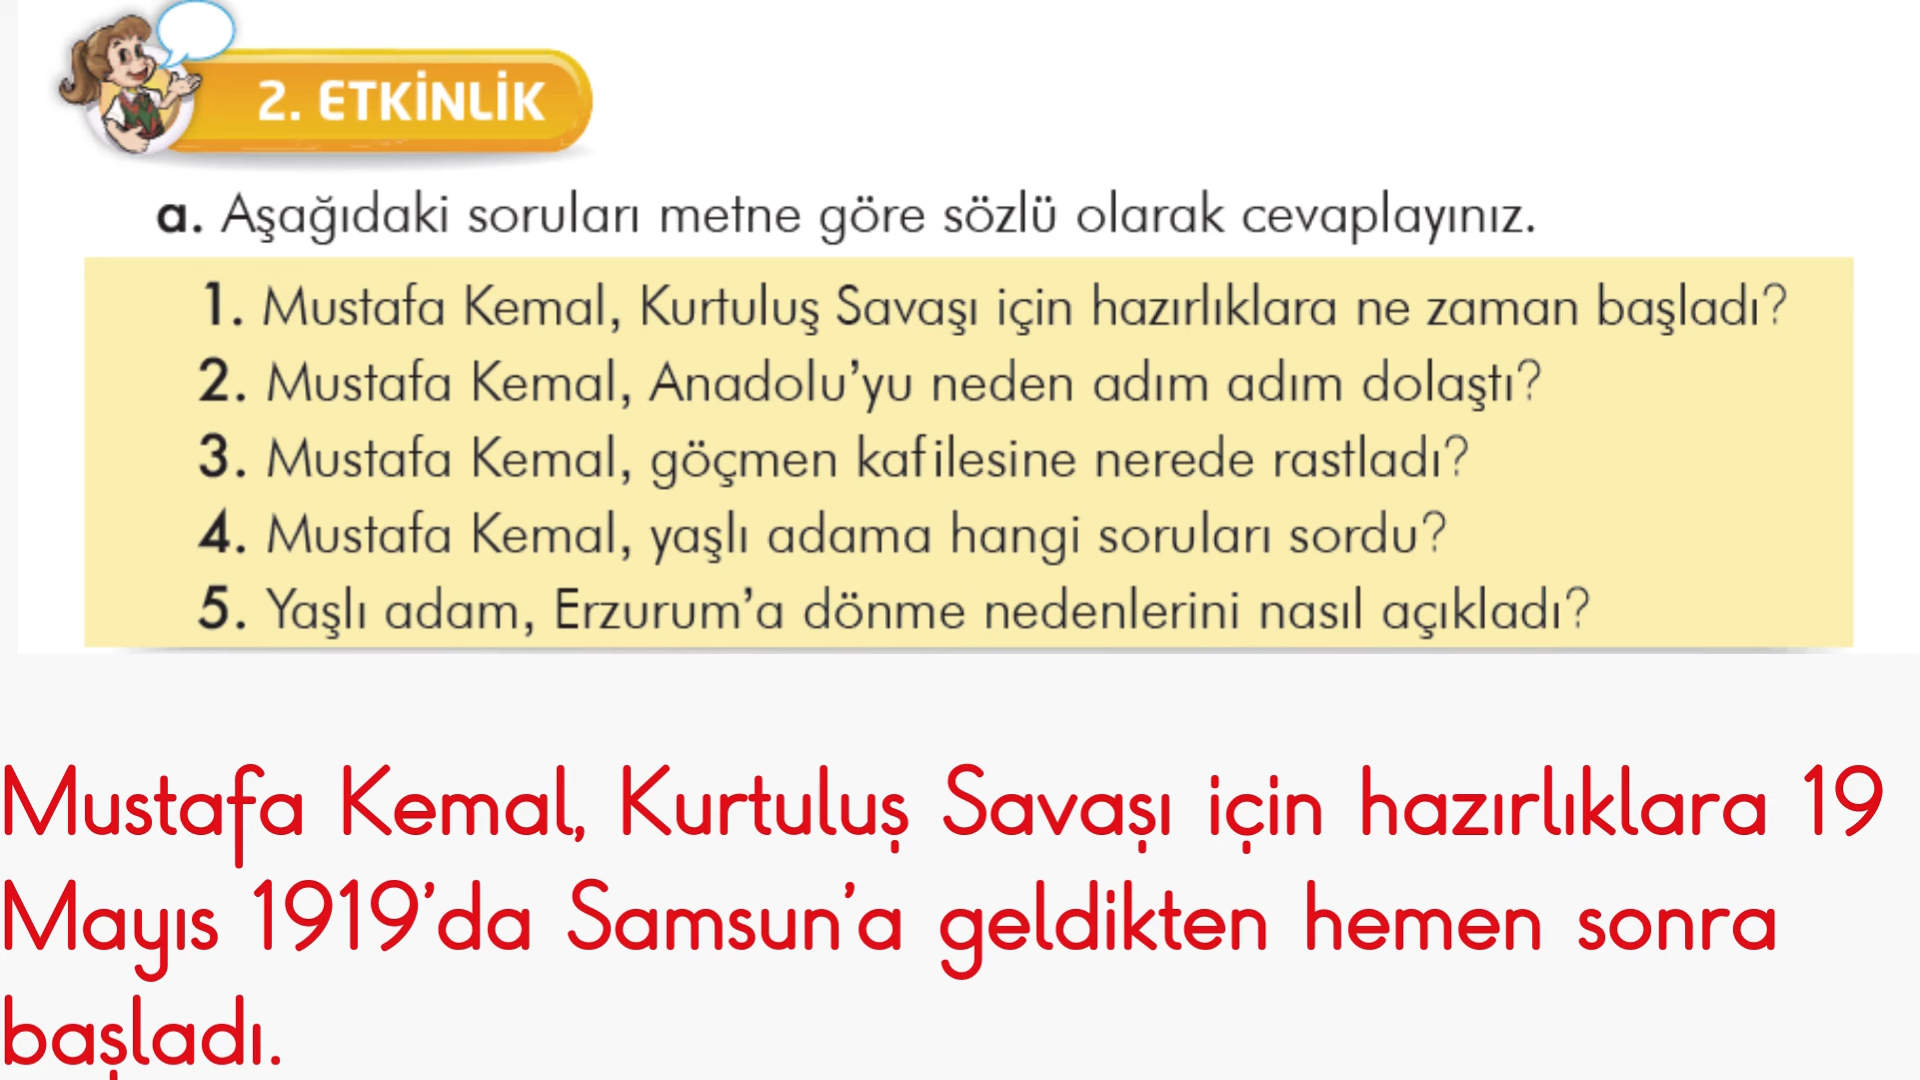 2. ETKİNLİK
a. Aşağıdaki soruları metne göre sözlü olarak cevaplayınız.
1. Mustafa Kemal, Kurtuluş Savaşı için hazırlıklara ne zaman başladı?
2. Mustafa Kemal, Anadolu’yu neden adım adım dolaştı?
3. Mustafa Kemal, göçmen kafilesine nerede rastladı?
4. Mustafa Kemal, yaşlı adama hangi soruları sordu?
5. Yaşlı adam, Erzurum’a dönme nedenlerini nasıl açıkladı?
Mustafa Kemal, Kurtuluş Savaşı için hazırlıklara 19
Mayıs 1919’da Samsun’a geldikten hemen sonra
başladı.